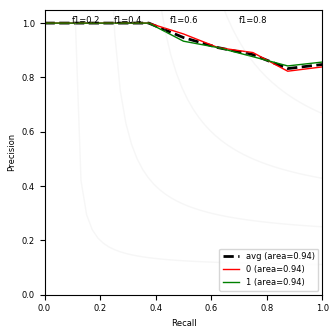 f1=0.2 f1=0.4 f1=0.6 f1=0.8
1.0
0.8
0.6
0.4
0.2
0.0
Precision
avg (area=0.94)
0 (area=0.94)
1 (area=0.94)
0.0 0.2 0.4 0.6 0.8 1.0
Recall